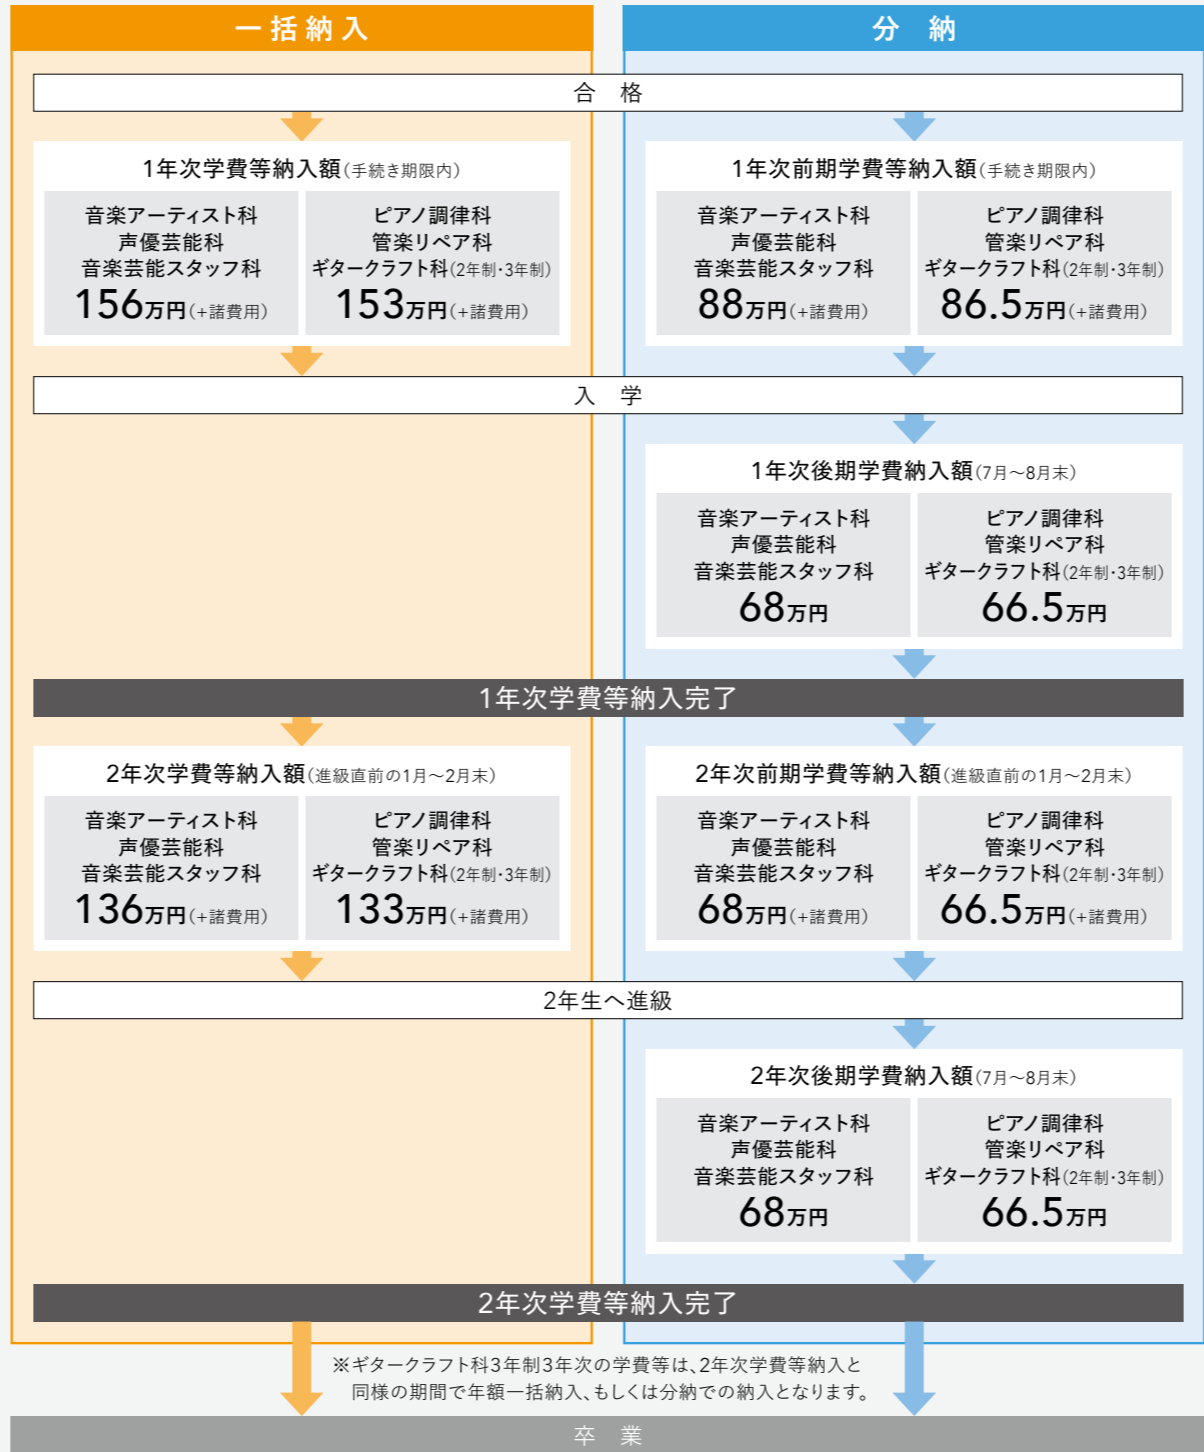 一括納入
分 納
合 格
1年次学費等納入額(手続き期限内)
音楽アーティスト科
声優芸能科
音楽芸能スタッフ科
156万円(+諸費用)
ピアノ調律科
管楽リペア科
ギタークラフト科(2年制・3年制)
153万円(+諸費用)
1年次前期学費等納入額(手続き期限内)
音楽アーティスト科
声優芸能科
音楽芸能スタッフ科
88万円(+諸費用)
ピアノ調律科
管楽リペア科
ギタークラフト科(2年制・3年制)
86.5万円(+諸費用)
入 学
1年次後期学費納入額(7月〜8月末)
音楽アーティスト科
声優芸能科
音楽芸能スタッフ科
68万円
ピアノ調律科
管楽リペア科
ギタークラフト科(2年制・3年制)
66.5万円
1年次学費等納入完了
2年次学費等納入額(進級直前の1月〜2月末)
音楽アーティスト科
声優芸能科
音楽芸能スタッフ科
136万円(+諸費用)
ピアノ調律科
管楽リペア科
ギタークラフト科(2年制・3年制)
133万円(+諸費用)
2年次前期学費等納入額(進級直前の1月〜2月末)
音楽アーティスト科
声優芸能科
音楽芸能スタッフ科
68万円(+諸費用)
ピアノ調律科
管楽リペア科
ギタークラフト科(2年制・3年制)
66.5万円(+諸費用)
2年生へ進級
2年次後期学費納入額(7月〜8月末)
音楽アーティスト科
声優芸能科
音楽芸能スタッフ科
68万円
ピアノ調律科
管楽リペア科
ギタークラフト科(2年制・3年制)
66.5万円
2年次学費等納入完了
※ギタークラフト科3年制3年次の学費等は、2年次学費等納入と
同様の期間で年額一括納入、もしくは分納での納入となります。
卒 業